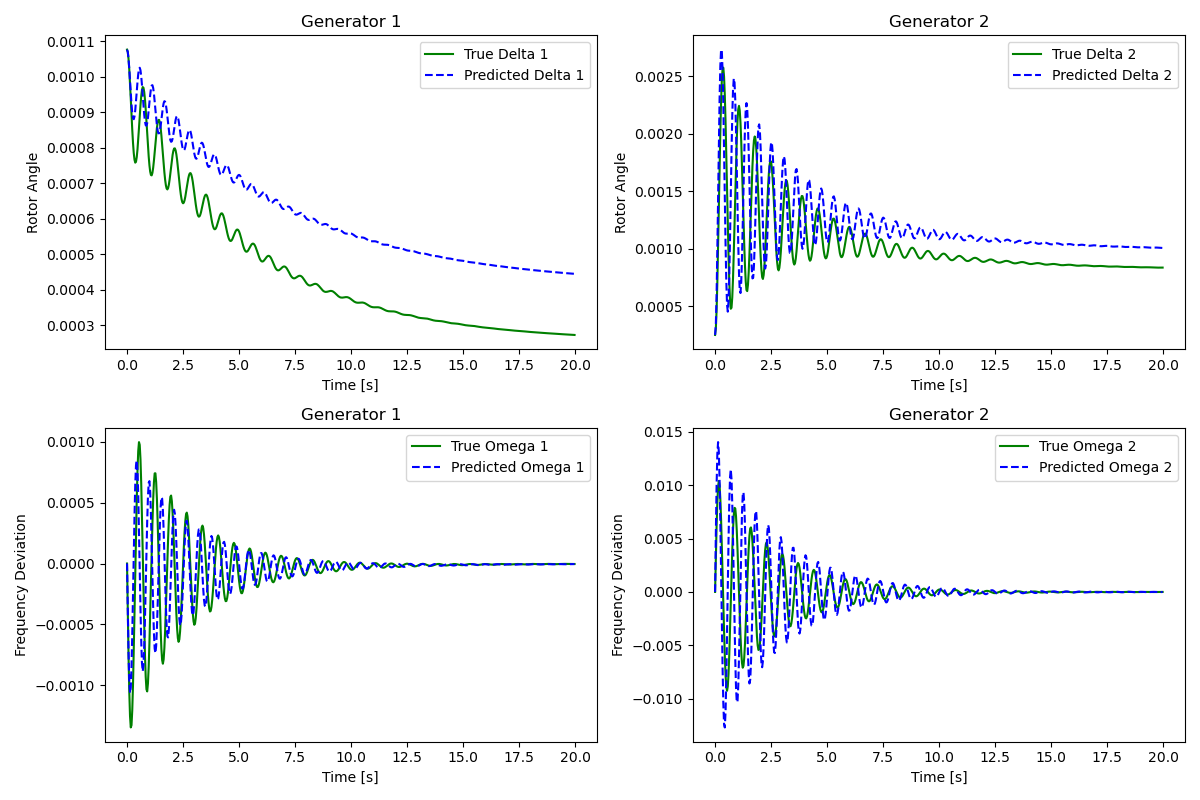 Generator 1
Rotor Angle
0.0011
0.0010
0.0009
0.0008
0.0007
0.0006
0.0005
0.0004
0.0003
True Delta 1
Predicted Delta 1
0.0 2.5 5.0 7.5 10.0 12.5 15.0 17.5 20.0
Time [s]
Generator 2
Rotor Angle
0.0025
0.0020
0.0015
0.0010
0.0005
True Delta 2
Predicted Delta 2
0.0 2.5 5.0 7.5 10.0 12.5 15.0 17.5 20.0
Time [s]
Generator 1
Frequency Deviation
0.0010
0.0005
0.0000
−0.0005
−0.0010
True Omega 1
Predicted Omega 1
0.0 2.5 5.0 7.5 10.0 12.5 15.0 17.5 20.0
Time [s]
Generator 2
Frequency Deviation
0.015
0.010
0.005
0.000
−0.005
−0.010
True Omega 2
Predicted Omega 2
0.0 2.5 5.0 7.5 10.0 12.5 15.0 17.5 20.0
Time [s]